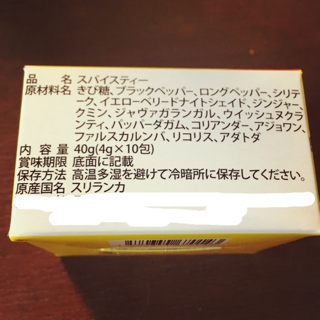 品　　名　スパイスティー
原材料名　きび糖、ブラックペッパー、ロングペッパー、シリテ
ィーク、イエローベリードナイトシェイド、ジンジャー、
クミン、ジャヴァガランガル、ウイッシュヌクラ
ンティ、パッパーダガム、コリアンダー、アジョワン、
ファルスカルンバ、リコリス、アダトダ
内 容 量　40g(4g×10包)
賞味期限　底面に記載
保存方法　高温多湿を避けて冷暗所に保存してください。
原産国名　スリランカ